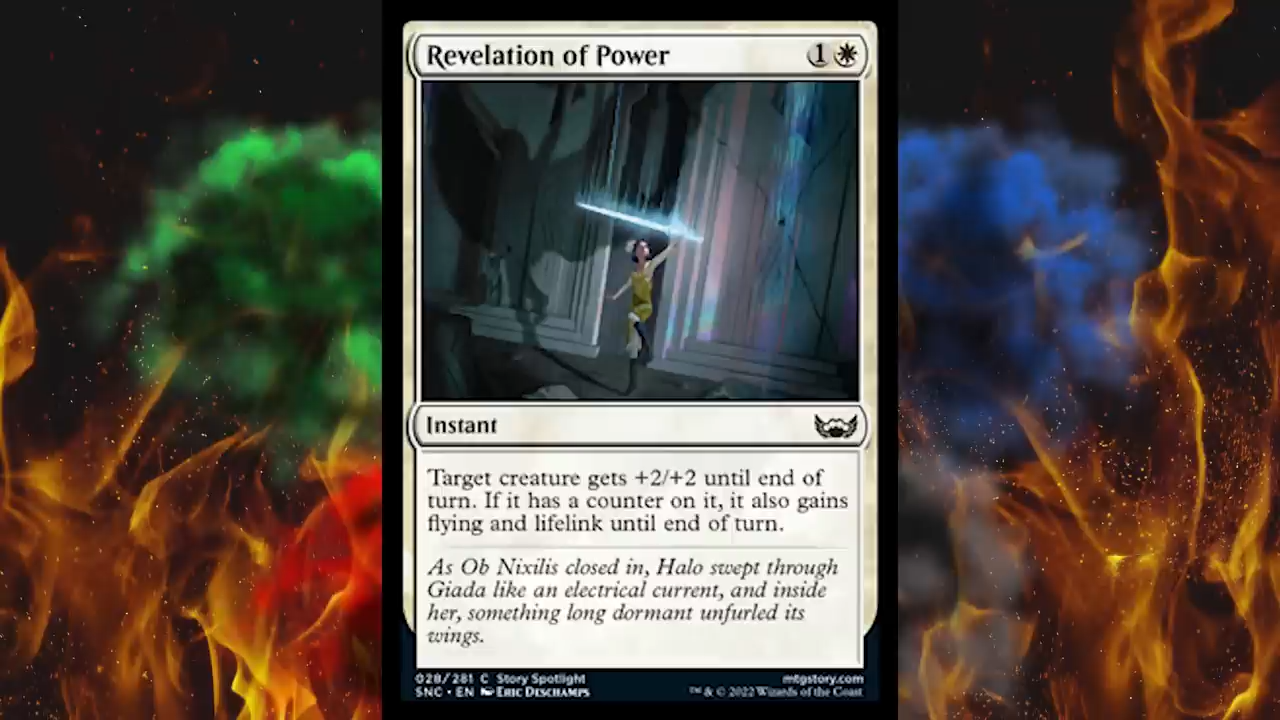 Revelation of Power 1
Instant
Target creature gets +2/+2 until end of
turn. If it has a counter on it, it also gains
flying and lifelink until end of turn.
As Ob Nixilis closed in, Halo swept through
Giada like an electrical current, and inside
her, something long dormant unfurled its
wings.
028/281 C Story Spotlight mtgstory.com
SNC • EN Eric Deschamps ™ & © 2022 Wizards of the Coast